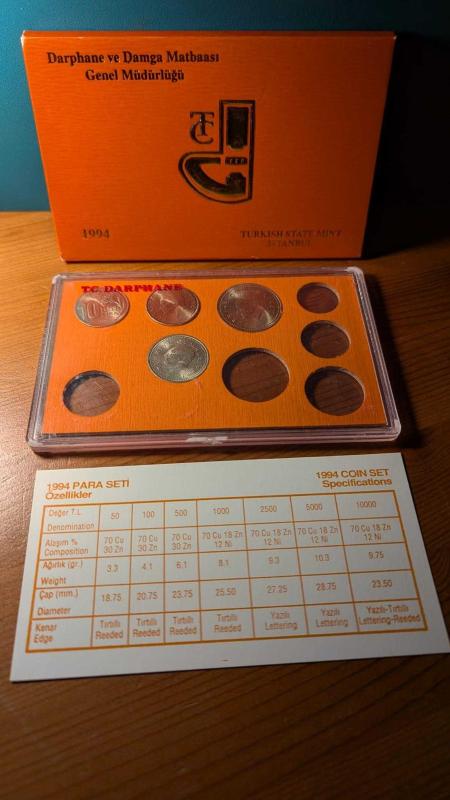 Darphane ve Damga Matbaası
Genel Müdürlüğü
TC
1994
TURKISH STATE MINT
ISTANBUL
T.C. DARPHANE
1994 PARA SETİ
Özellikler
1994 COIN SET
Specifications
Değer T.L. Denomination 50 100 500 1000 2500 5000 10000
Alaşım % Composition 70 Cu 30 Zn 70 Cu 30 Zn 70 Cu 30 Zn 70 Cu 18 Zn 12 Ni 70 Cu 18 Zn 12 Ni 70 Cu 18 Zn 12 Ni 70 Cu 18 Zn 12 Ni
Ağırlık (gr.) Weight 3.3 4.1 6.1 8.1 9.3 10.3 9.75
Çap (mm.) Diameter 18.75 20.75 23.75 25.50 27.25 28.75 23.50
Kenar Edge Tırtıllı Reeded Tırtıllı Reeded Tırtıllı Reeded Tırtıllı Reeded Yazılı Lettering Yazılı Lettering Yazılı-Tırtıllı Lettering-Reeded